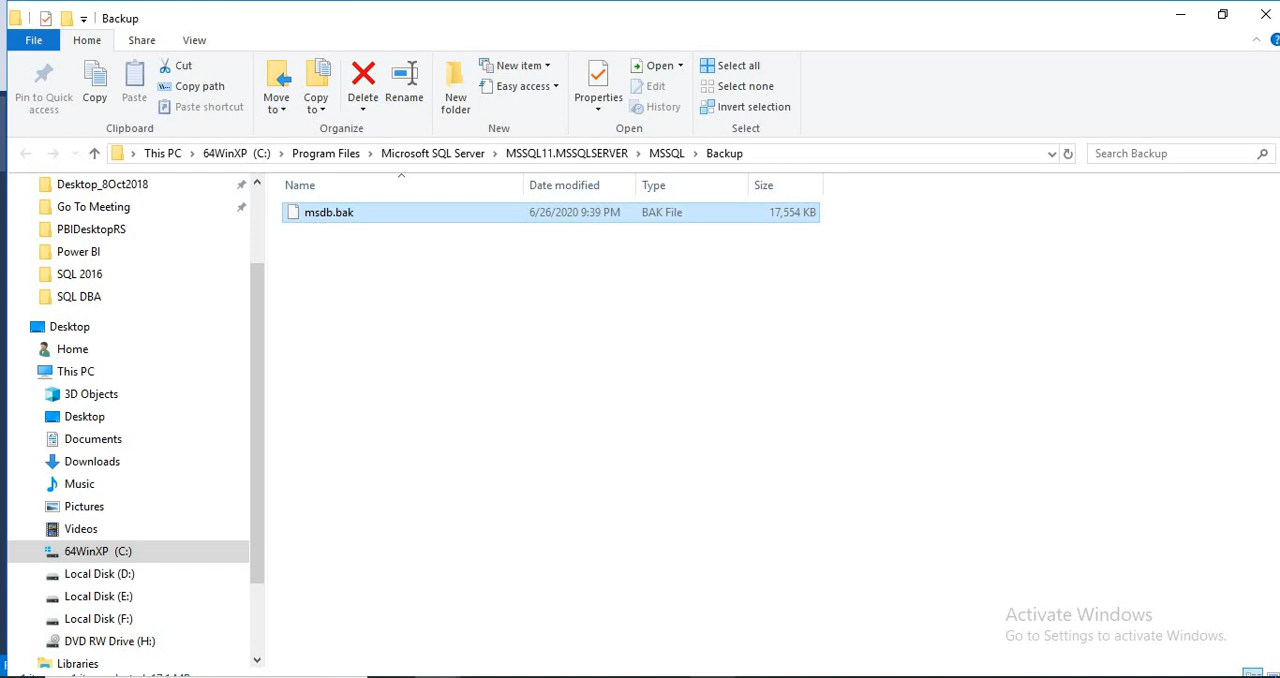 Backup
File Home Share View
Pin to Quick access
Copy
Paste
Cut
Copy path
Paste shortcut
Clipboard
Move to
Copy to
Delete
Rename
Organize
New folder
New item
Easy access
New
Properties
Open
Edit
History
Open
Select all
Select none
Invert selection
Select
This PC > 64WinXP (C:) > Program Files > Microsoft SQL Server > MSSQL11.MSSQLSERVER > MSSQL > Backup
Search Backup
Desktop_8Oct2018
Go To Meeting
PBIDesktopRS
Power BI
SQL 2016
SQL DBA
Desktop
Home
This PC
3D Objects
Desktop
Documents
Downloads
Music
Pictures
Videos
64WinXP (C:)
Local Disk (D:)
Local Disk (E:)
Local Disk (F:)
DVD RW Drive (H:)
Libraries
Name Date modified Type Size
msdb.bak 6/26/2020 9:39 PM BAK File 17,554 KB
Activate Windows
Go to Settings to activate Windows.